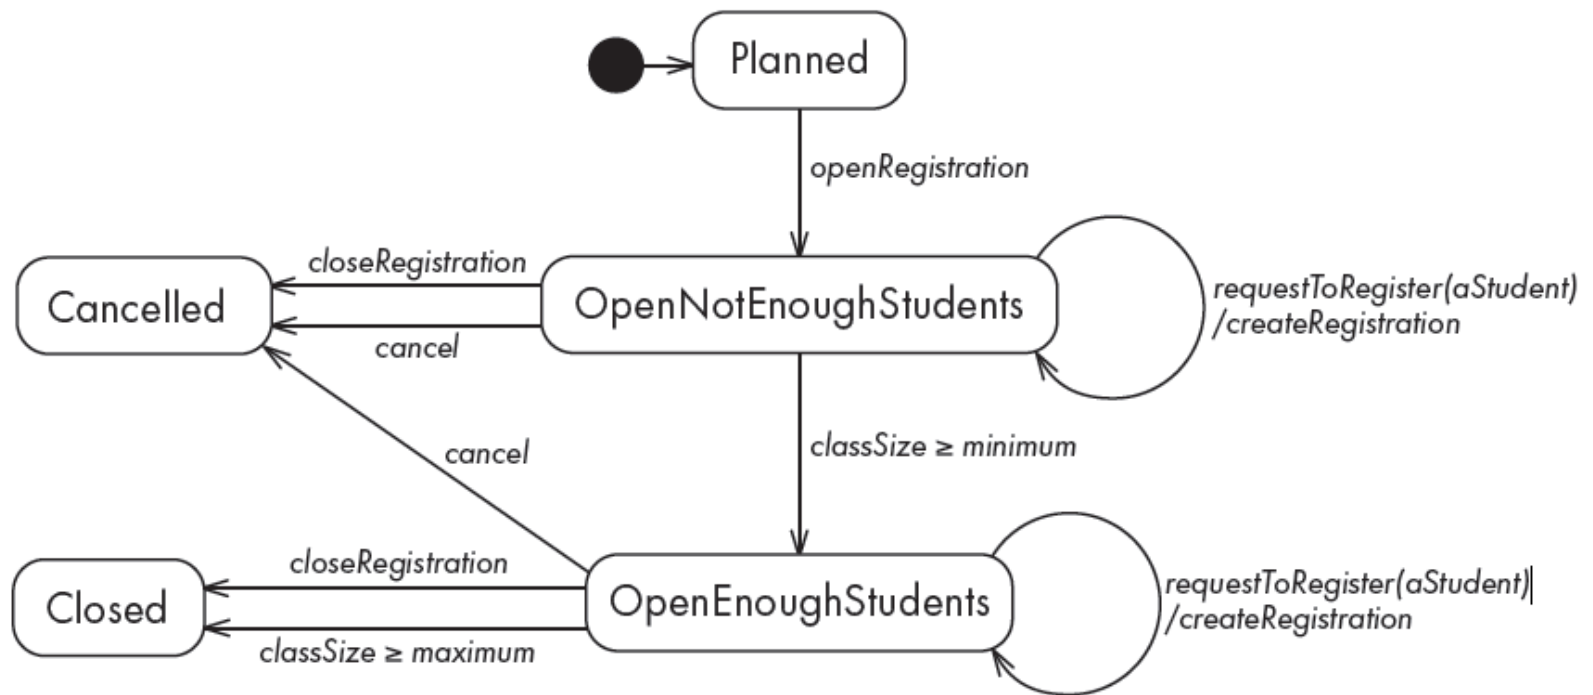 Planned
openRegistration
closeRegistration
Cancelled
OpenNotEnoughStudents
requestToRegister(aStudent)
/createRegistration
cancel
cancel
classSize ≥ minimum
closeRegistration
Closed
OpenEnoughStudents
requestToRegister(aStudent)
/createRegistration
classSize ≥ maximum